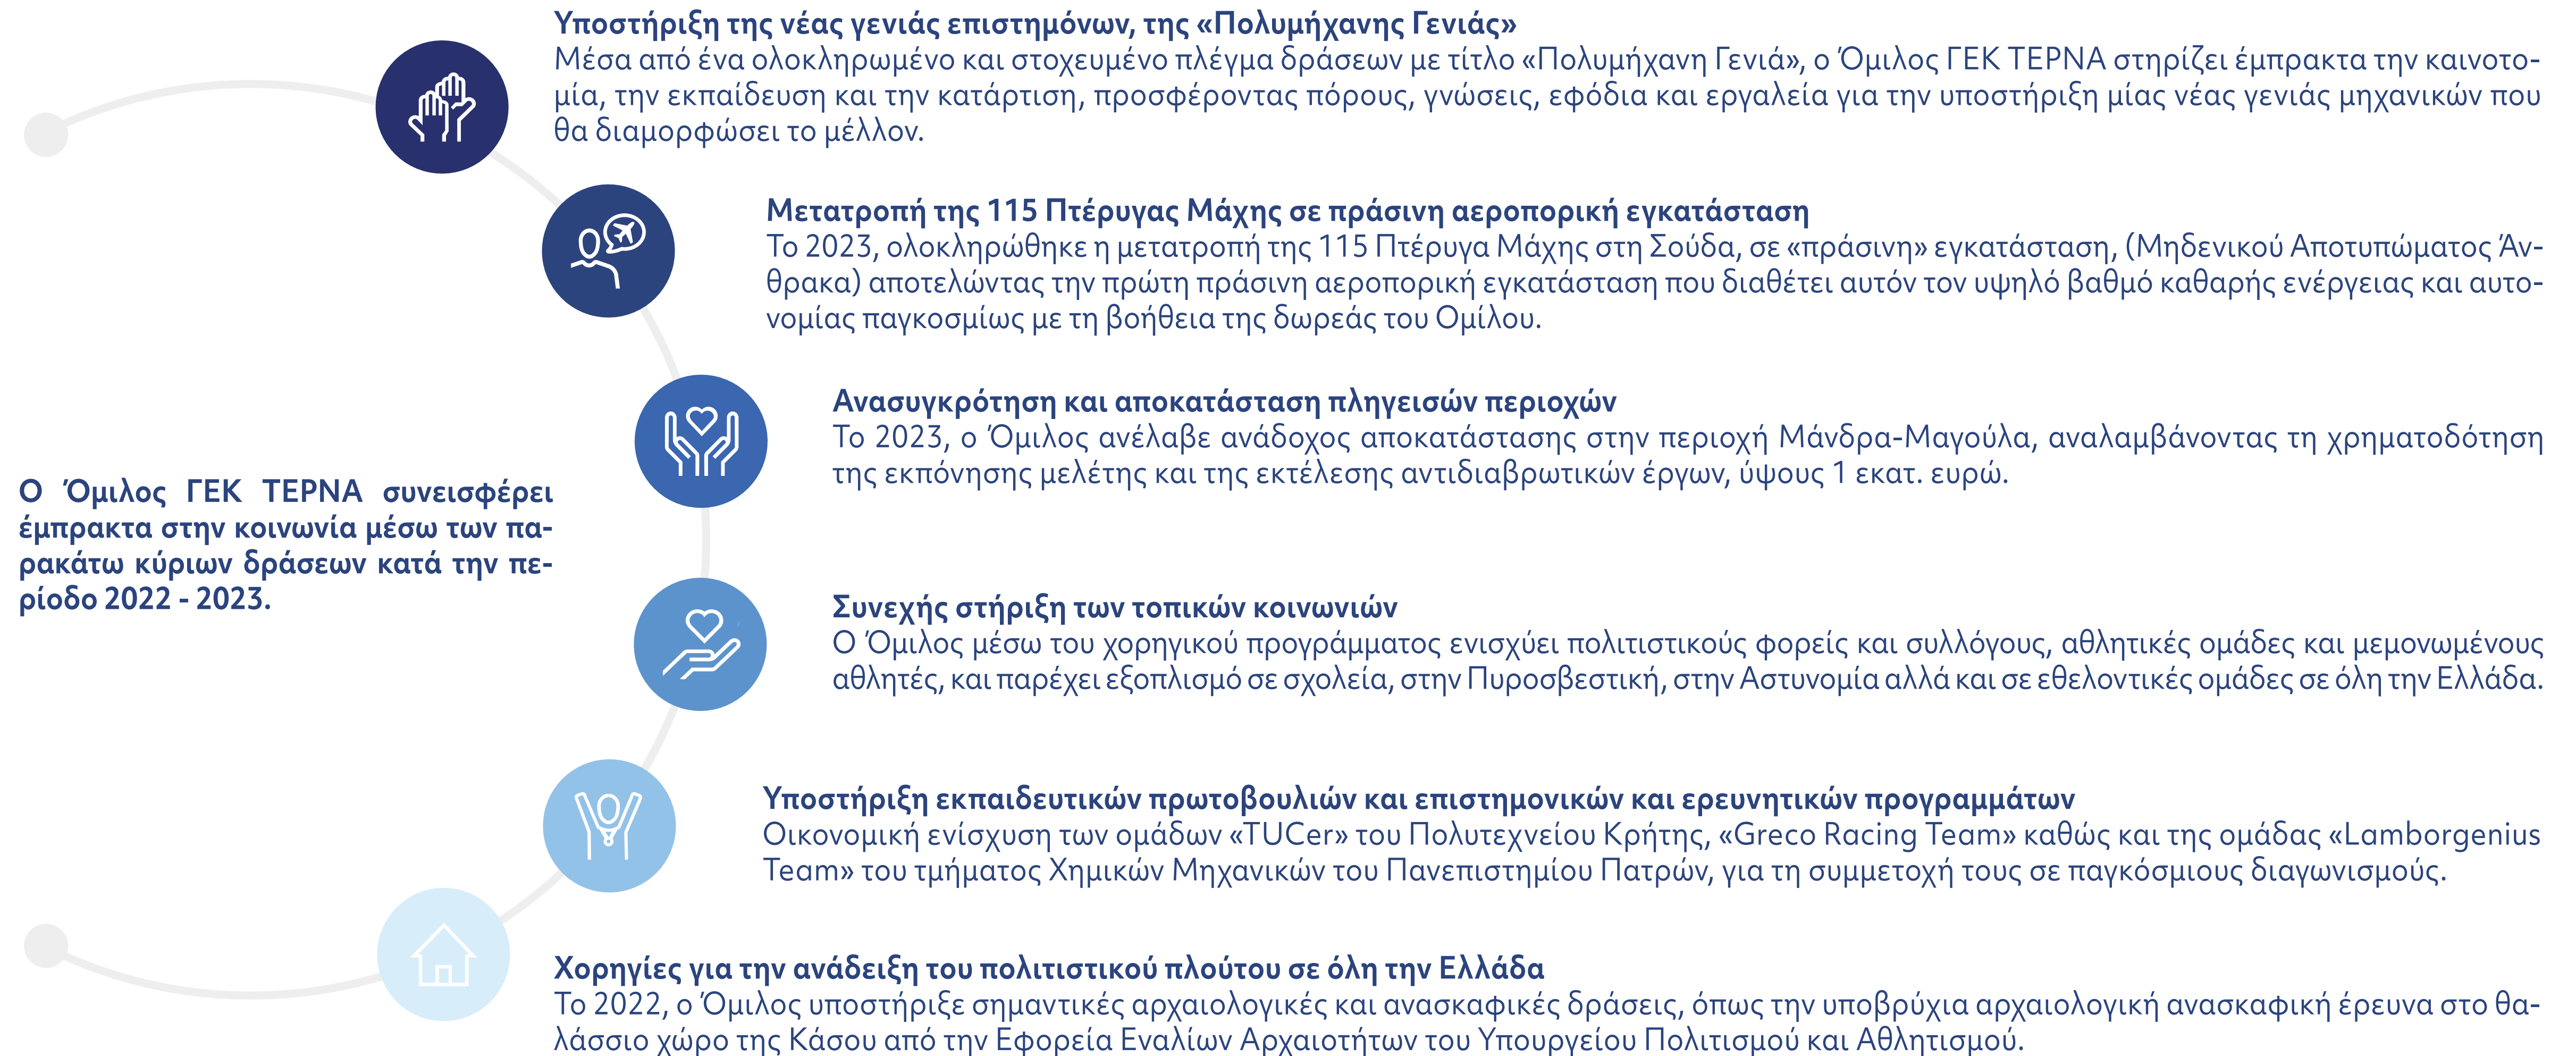 Υποστήριξη της νέας γενιάς επιστημόνων, της «Πολυμήχανης Γενιάς»
Μέσα από ένα ολοκληρωμένο και στοχευμένο πλέγμα δράσεων με τίτλο «Πολυμήχανη Γενιά», ο Όμιλος ΓΕΚ ΤΕΡΝΑ στηρίζει έμπρακτα την καινοτο-
μία, την εκπαίδευση και την κατάρτιση, προσφέροντας πόρους, γνώσεις, εφόδια και εργαλεία για την υποστήριξη μίας νέας γενιάς μηχανικών που
θα διαμορφώσει το μέλλον.
Μετατροπή της 115 Πτέρυγας Μάχης σε πράσινη αεροπορική εγκατάσταση
Το 2023, ολοκληρώθηκε η μετατροπή της 115 Πτέρυγα Μάχης στη Σούδα, σε «πράσινη» εγκατάσταση, (Μηδενικού Αποτυπώματος Άν-
θρακα) αποτελώντας την πρώτη πράσινη αεροπορική εγκατάσταση που διαθέτει αυτόν τον υψηλό βαθμό καθαρής ενέργειας και αυτο-
νομίας παγκοσμίως με τη βοήθεια της δωρεάς του Ομίλου.
Ανασυγκρότηση και αποκατάσταση πληγεισών περιοχών
Το 2023, ο Όμιλος ανέλαβε ανάδοχος αποκατάστασης στην περιοχή Μάνδρα-Μαγούλα, αναλαμβάνοντας τη χρηματοδότηση
της εκπόνησης μελέτης και της εκτέλεσης αντιδιαβρωτικών έργων, ύψους 1 εκατ. ευρώ.
Ο Όμιλος ΓΕΚ ΤΕΡΝΑ συνεισφέρει
έμπρακτα στην κοινωνία μέσω των πα-
ρακάτω κύριων δράσεων κατά την πε-
ρίοδο 2022 - 2023.
Συνεχής στήριξη των τοπικών κοινωνιών
Ο Όμιλος μέσω του χορηγικού προγράμματος ενισχύει πολιτιστικούς φορείς και συλλόγους, αθλητικές ομάδες και μεμονωμένους
αθλητές, και παρέχει εξοπλισμό σε σχολεία, στην Πυροσβεστική, στην Αστυνομία αλλά και σε εθελοντικές ομάδες σε όλη την Ελλάδα.
Υποστήριξη εκπαιδευτικών πρωτοβουλιών και επιστημονικών και ερευνητικών προγραμμάτων
Οικονομική ενίσχυση των ομάδων «TUCer» του Πολυτεχνείου Κρήτης, «Greco Racing Team» καθώς και της ομάδας «Lamborgenius
Team» του τμήματος Χημικών Μηχανικών του Πανεπιστημίου Πατρών, για τη συμμετοχή τους σε παγκόσμιους διαγωνισμούς.
Χορηγίες για την ανάδειξη του πολιτιστικού πλούτου σε όλη την Ελλάδα
Το 2022, ο Όμιλος υποστήριξε σημαντικές αρχαιολογικές και ανασκαφικές δράσεις, όπως την υποβρύχια αρχαιολογική ανασκαφική έρευνα στο θα-
λάσσιο χώρο της Κάσου από την Εφορεία Εναλίων Αρχαιοτήτων του Υπουργείου Πολιτισμού και Αθλητισμού.